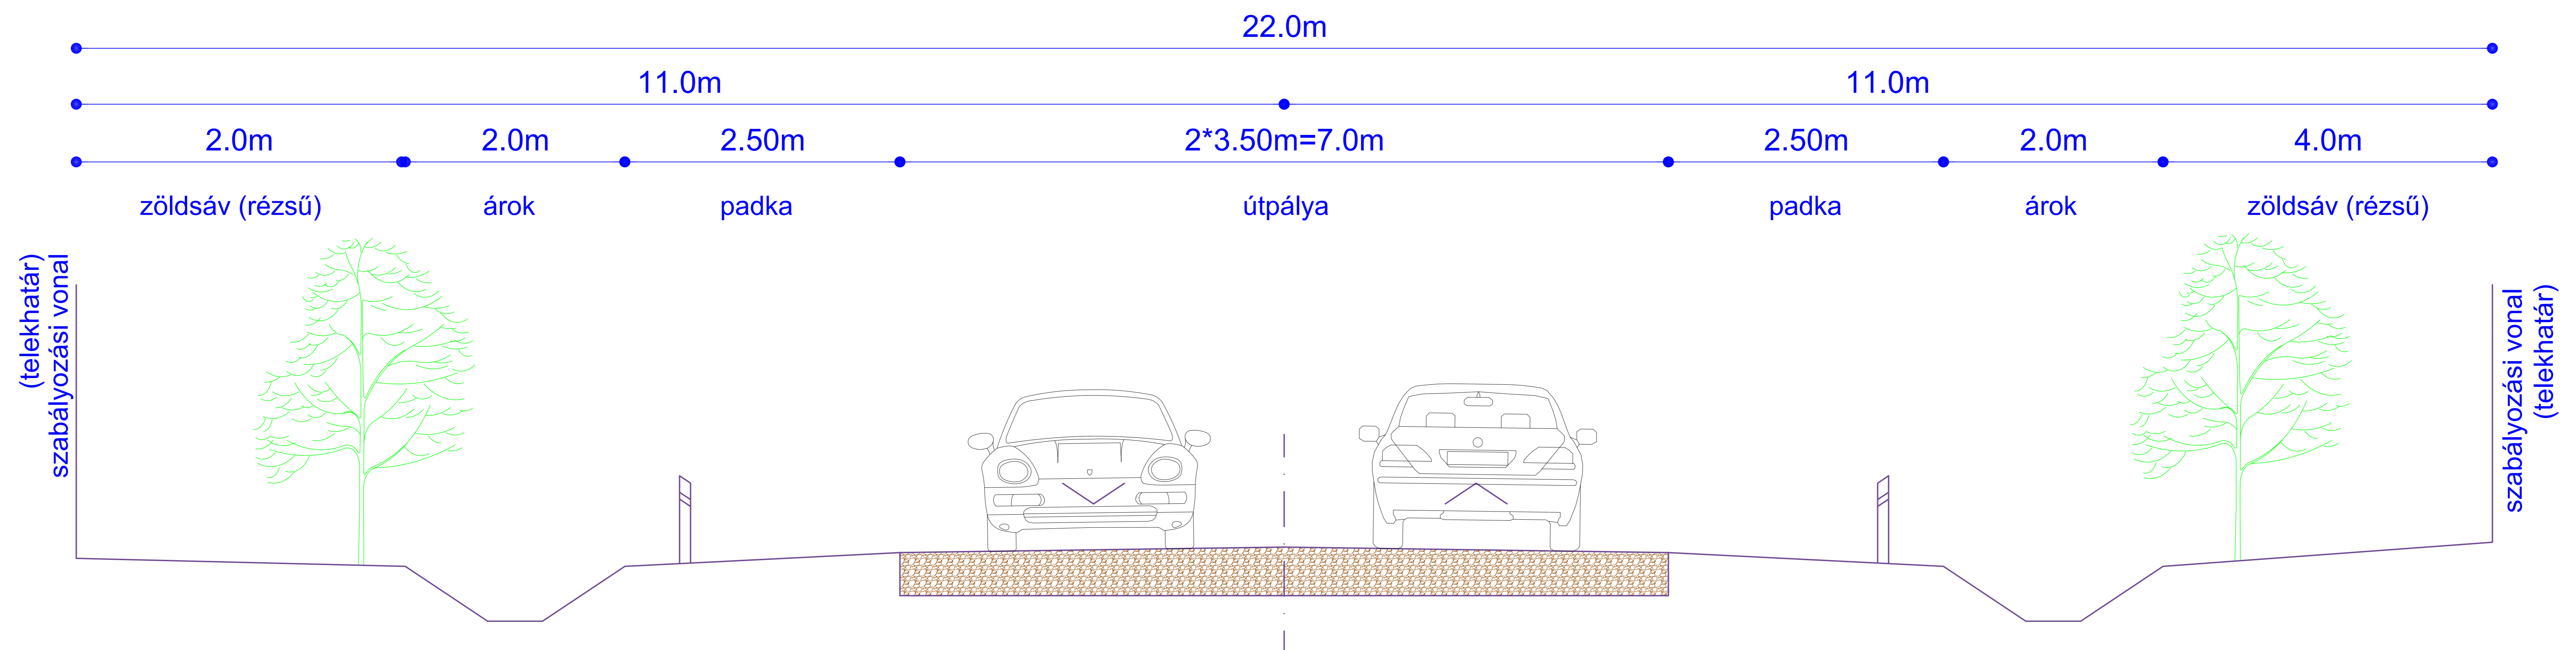 22.0m
11.0m 11.0m
2.0m 2.0m 2.50m 2*3.50m=7.0m 2.50m 2.0m 4.0m
zöldsáv (rézsű) árok padka útpálya padka árok zöldsáv (rézsű)
(telekhatár)
szabályozási vonal
szabályozási vonal
(telekhatár)